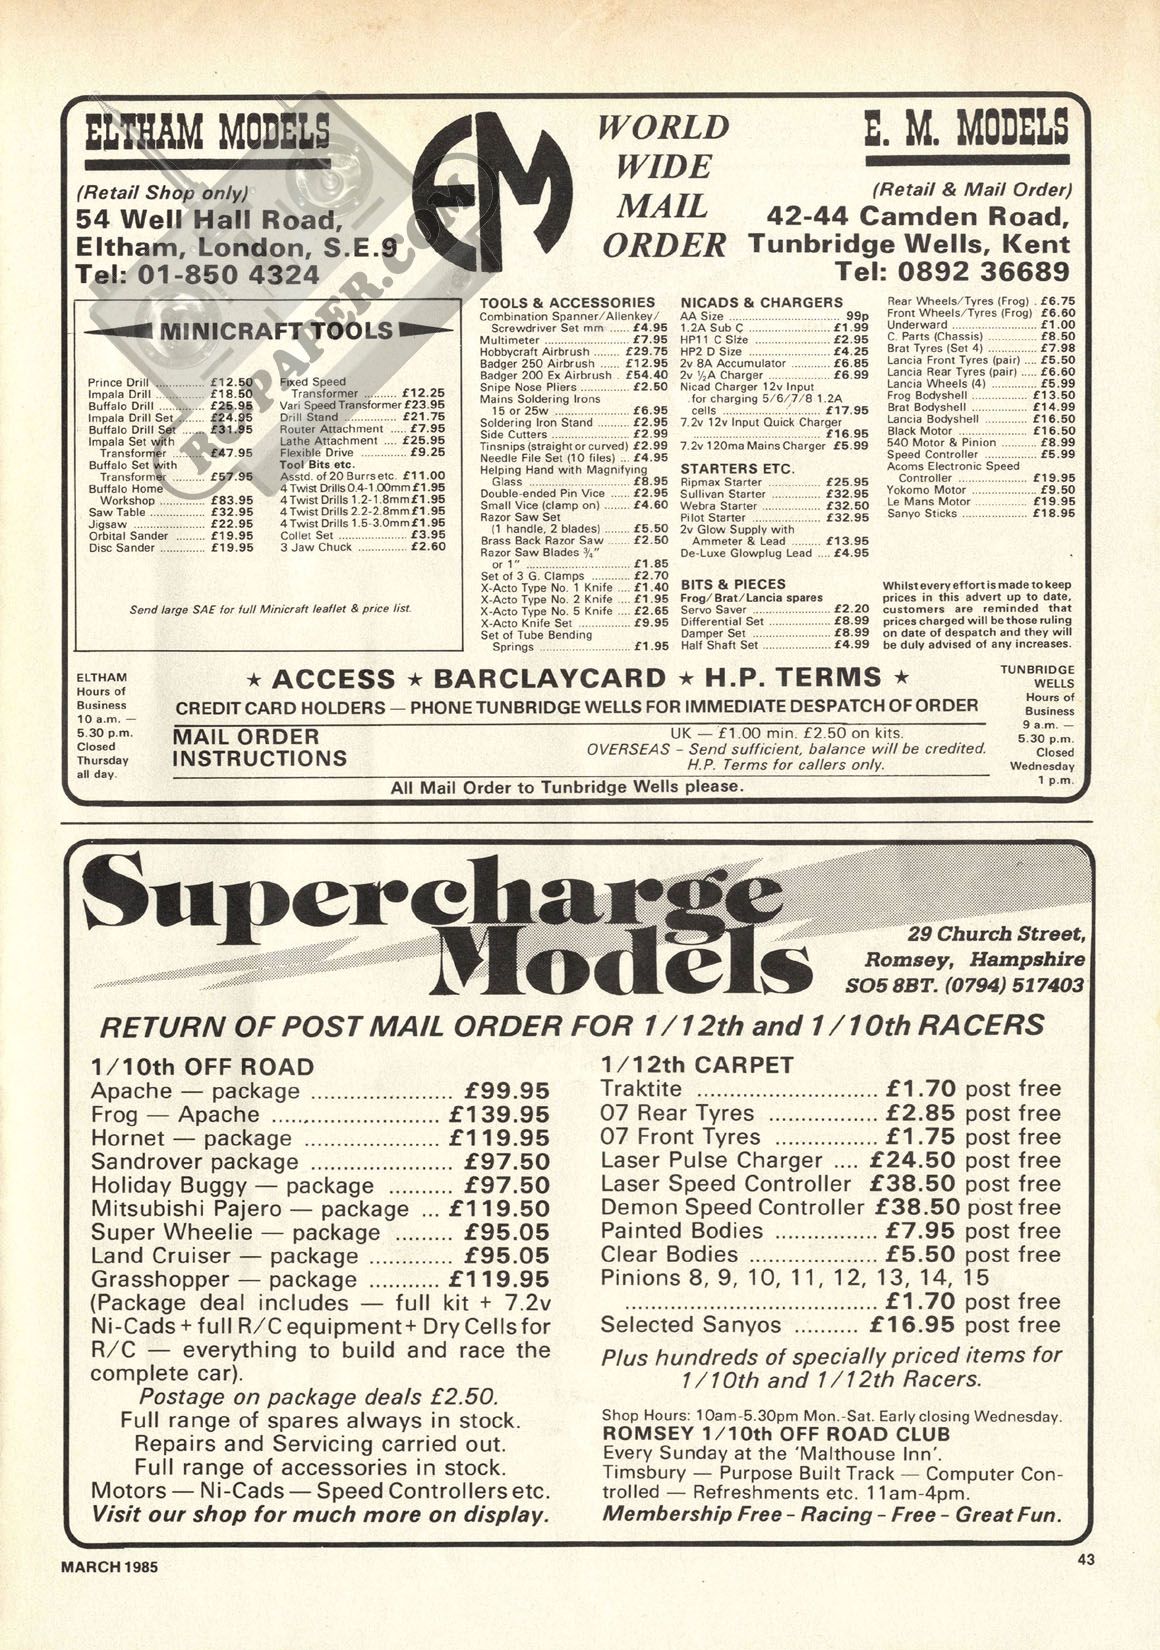 ELTHAM MODELS
(Retail Shop only)
54 Well Hall Road,
Eltham, London, S.E.9
Tel: 01-850 4324
EM
WORLD
WIDE
MAIL
ORDER
E. M. MODELS
(Retail & Mail Order)
42-44 Camden Road,
Tunbridge Wells, Kent
Tel: 0892 36689
RC-PAPER.COM
MINICRAFT TOOLS
Prince Drill .............. £12.50
Impala Drill .............. £18.50
Buffalo Drill .............. £25.95
Impala Drill Set .......... £24.95
Buffalo Drill Set .......... £31.95
Impala Set with
Transformer .......... £47.95
Buffalo Set with
Transformer .......... £57.95
Buffalo Home
Workshop .......... £83.95
Saw Table .............. £32.95
Jigsaw .............. £22.95
Orbital Sander .......... £19.95
Disc Sander .......... £19.95
Fixed Speed
Transformer .......... £12.25
Vari Speed Transformer £23.95
Drill Stand .............. £21.75
Router Attachment ..... £7.95
Lathe Attachment .... £25.95
Flexible Drive .......... £9.25
Tool Bits etc.
Asstd. of 20 Burrs etc. £11.00
4 Twist Drills 0.4-1.00mm £1.95
4 Twist Drills 1.2-1.8mm £1.95
4 Twist Drills 2.2-2.8mm £1.95
4 Twist Drills 1.5-3.0mm £1.95
Collet Set .............. £3.95
3 Jaw Chuck .............. £2.60
Send large SAE for full Minicraft leaflet & price list.
TOOLS & ACCESSORIES
Combination Spanner/Allenkey/
Screwdriver Set mm ..... £4.95
Multimeter .............. £7.95
Hobbycraft Airbrush ....... £29.75
Badger 250 Airbrush ...... £12.95
Badger 200 Ex Airbrush ... £54.40
Snipe Nose Pliers .......... £2.50
Mains Soldering Irons
15 or 25w .............. £6.95
Soldering Iron Stand ...... £2.95
Side Cutters .............. £2.99
Tinsnips (straight or curved) £2.99
Needle File Set (10 files) ... £4.95
Helping Hand with Magnifying
Glass .............. £8.95
Double-ended Pin Vice ..... £2.95
Small Vice (clamp on) .... £4.60
Razor Saw Set
(1 handle, 2 blades) ....... £5.50
Brass Back Razor Saw ..... £2.50
Razor Saw Blades ¾"
or 1" .............. £1.85
Set of 3 G. Clamps .......... £2.70
X-Acto Type No. 1 Knife .... £1.40
X-Acto Type No. 2 Knife .... £1.95
X-Acto Type No. 5 Knife .... £2.65
X-Acto Knife Set .......... £9.95
Set of Tube Bending
Springs .............. £1.95
NICADS & CHARGERS
AA Size .............. 99p
1.2A Sub C .............. £1.99
HP11 C Size .............. £2.95
HP2 D Size .............. £4.25
2v 8A Accumulator .......... £6.85
2v ½A Charger .............. £6.99
Nicad Charger 12v Input
for charging 5/6/7/8 1.2A
cells .............. £17.95
7.2v 12v Input Quick Charger
.............. £16.95
7.2v 120ma Mains Charger £5.99
STARTERS ETC.
Ripmax Starter .......... £25.95
Sullivan Starter .......... £32.95
Webra Starter .......... £32.50
Pilot Starter .......... £32.95
2v Glow Supply with
Ammeter & Lead ....... £13.95
De-Luxe Glowplug Lead .... £4.95
BITS & PIECES
Frog/Brat/Lancia spares
Servo Saver .............. £2.20
Differential Set .......... £8.99
Damper Set .............. £8.99
Half Shaft Set .............. £4.99
Rear Wheels/Tyres (Frog) . £6.75
Front Wheels/Tyres (Frog) £6.60
Underward .............. £1.00
C. Parts (Chassis) .......... £8.50
Brat Tyres (Set 4) .......... £7.98
Lancia Front Tyres (pair) .... £5.50
Lancia Rear Tyres (pair) ..... £6.60
Lancia Wheels (4) .......... £5.99
Frog Bodyshell .......... £13.50
Brat Bodyshell .......... £14.99
Lancia Bodyshell .......... £16.50
Black Motor .............. £16.50
540 Motor & Pinion ....... £8.99
Speed Controller .......... £5.99
Acoms Electronic Speed
Controller .............. £19.95
Yokomo Motor .......... £9.50
Le Mans Motor .......... £19.95
Sanyo Sticks .............. £18.95
Whilst every effort is made to keep
prices in this advert up to date,
customers are reminded that
prices charged will be those ruling
on date of despatch and they will
be duly advised of any increases.
ELTHAM
Hours of
Business
10 a.m. —
5.30 p.m.
Closed
Thursday
all day.
★ ACCESS ★ BARCLAYCARD ★ H.P. TERMS ★
CREDIT CARD HOLDERS — PHONE TUNBRIDGE WELLS FOR IMMEDIATE DESPATCH OF ORDER
MAIL ORDER
INSTRUCTIONS
UK — £1.00 min. £2.50 on kits.
OVERSEAS – Send sufficient, balance will be credited.
H.P. Terms for callers only.
All Mail Order to Tunbridge Wells please.
TUNBRIDGE
WELLS
Hours of
Business
9 a.m. —
5.30 p.m.
Closed
Wednesday
1 p.m.
Supercharge
Models
29 Church Street,
Romsey, Hampshire
SO5 8BT. (0794) 517403
RETURN OF POST MAIL ORDER FOR 1/12th and 1/10th RACERS
1/10th OFF ROAD
Apache — package ...................... £99.95
Frog — Apache .......................... £139.95
Hornet — package .................... £119.95
Sandrover package ...................... £97.50
Holiday Buggy — package .......... £97.50
Mitsubishi Pajero — package ... £119.50
Super Wheelie — package ......... £95.05
Land Cruiser — package ............. £95.05
Grasshopper — package ........... £119.95
(Package deal includes — full kit + 7.2v
Ni-Cads + full R/C equipment + Dry Cells for
R/C — everything to build and race the
complete car).
Postage on package deals £2.50.
Full range of spares always in stock.
Repairs and Servicing carried out.
Full range of accessories in stock.
Motors — Ni-Cads — Speed Controllers etc.
Visit our shop for much more on display.
1/12th CARPET
Traktite ............................ £1.70 post free
07 Rear Tyres ................. £2.85 post free
07 Front Tyres ................ £1.75 post free
Laser Pulse Charger .... £24.50 post free
Laser Speed Controller £38.50 post free
Demon Speed Controller £38.50 post free
Painted Bodies ................ £7.95 post free
Clear Bodies .................... £5.50 post free
Pinions 8, 9, 10, 11, 12, 13, 14, 15
....................................... £1.70 post free
Selected Sanyos .......... £16.95 post free
Plus hundreds of specially priced items for
1/10th and 1/12th Racers.
Shop Hours: 10am-5.30pm Mon.-Sat. Early closing Wednesday.
ROMSEY 1/10th OFF ROAD CLUB
Every Sunday at the 'Malthouse Inn'.
Timsbury — Purpose Built Track — Computer Con-
trolled — Refreshments etc. 11am-4pm.
Membership Free – Racing – Free – Great Fun.
MARCH 1985
43